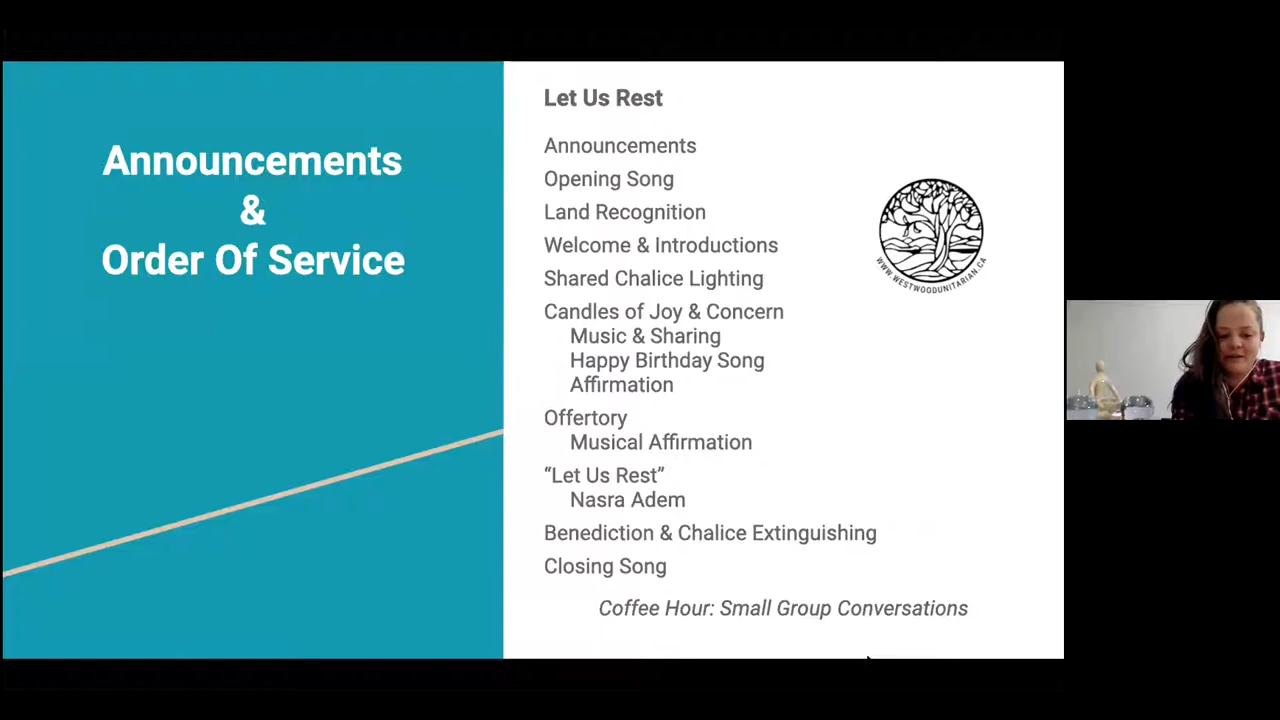 Announcements
&
Order Of Service
Let Us Rest
Announcements
Opening Song
Land Recognition
Welcome & Introductions
Shared Chalice Lighting
Candles of Joy & Concern
Music & Sharing
Happy Birthday Song
Affirmation
Offertory
Musical Affirmation
“Let Us Rest”
Nasra Adem
Benediction & Chalice Extinguishing
Closing Song
Coffee Hour: Small Group Conversations
WWW.WESTWOODUNITARIAN.CA